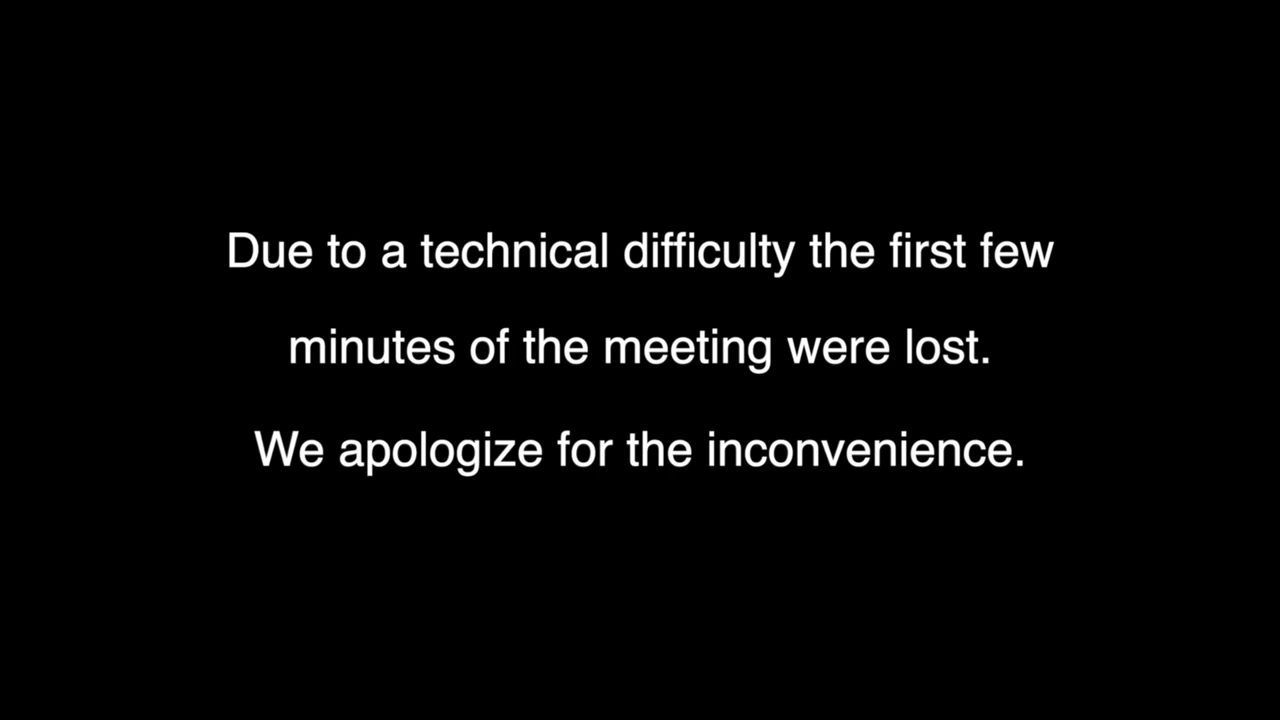 Due to a technical difficulty the first few
minutes of the meeting were lost.
We apologize for the inconvenience.